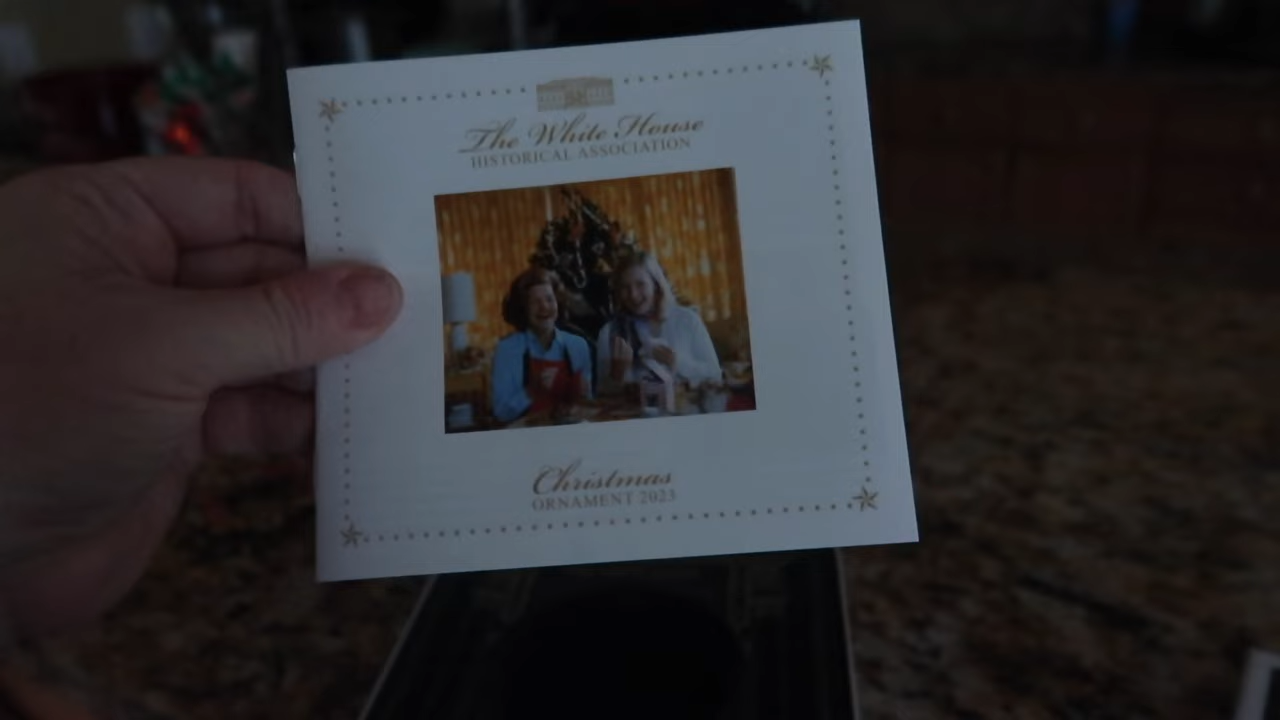 The White House
HISTORICAL ASSOCIATION
Christmas
ORNAMENT 2023